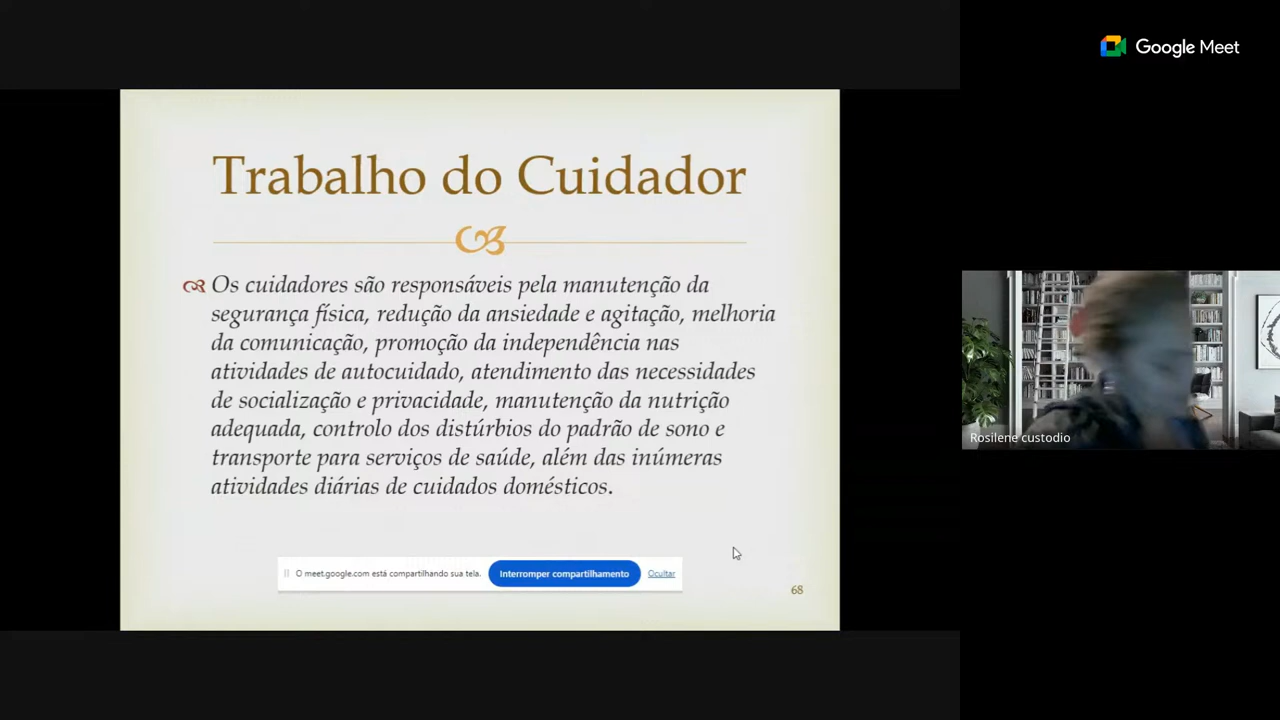 Google Meet
Trabalho do Cuidador
Os cuidadores são responsáveis pela manutenção da
segurança física, redução da ansiedade e agitação, melhoria
da comunicação, promoção da independência nas
atividades de autocuidado, atendimento das necessidades
de socialização e privacidade, manutenção da nutrição
adequada, controlo dos distúrbios do padrão de sono e
transporte para serviços de saúde, além das inúmeras
atividades diárias de cuidados domésticos.
O meet.google.com está compartilhando sua tela.
Interromper compartilhamento
Ocultar
68
Rosilene custodio